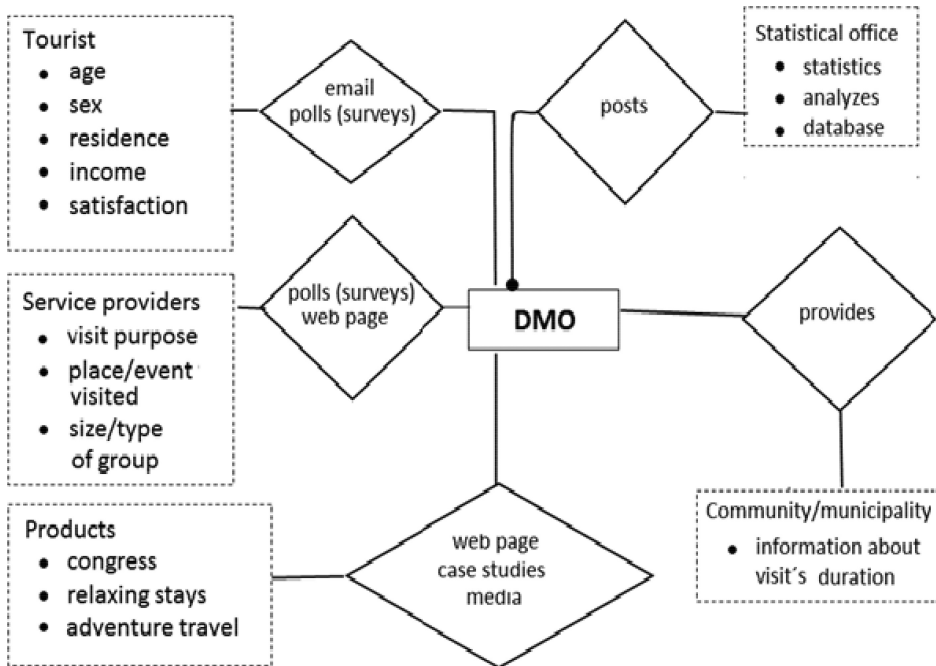 Tourist
• age
• sex
• residence
• income
• satisfaction
email
polls (surveys)
posts
Statistical office
• statistics
• analyzes
• database
Service providers
• visit purpose
• place/event
visited
• size/type
of group
polls (surveys)
web page
DMO
provides
Products
• congress
• relaxing stays
• adventure travel
web page
case studies
media
Community/municipality
• information about
visit´s duration